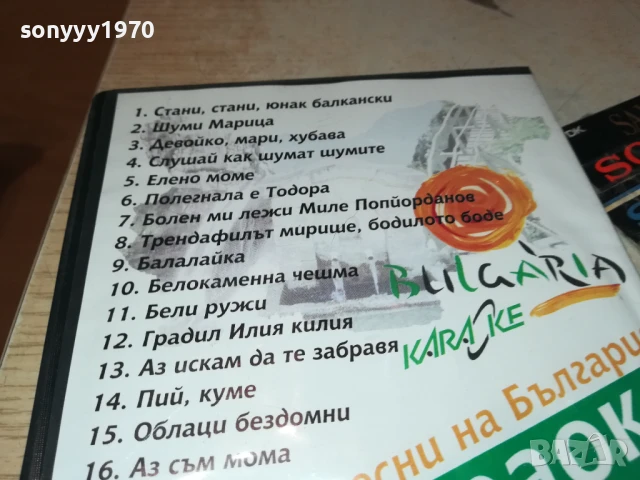 sonyyy1970
1. Стани, стани, юнак балкански
2. Шуми Марица
3. Девойко, мари, хубава
4. Слушай как шумат шумите
5. Елено моме
6. Полегнала е Тодора
7. Болен ми лежи Миле Попйорданов
8. Трендафилът мирише, бодилото боде
9. Балалайка
10. Белокаменна чешма
11. Бели ружи
12. Градил Илия килия
13. Аз искам да те забравя
14. Пий, куме
15. Облаци бездомни
16. Аз съм мома
BULGARIA
KARAOKE
на
BAZAR